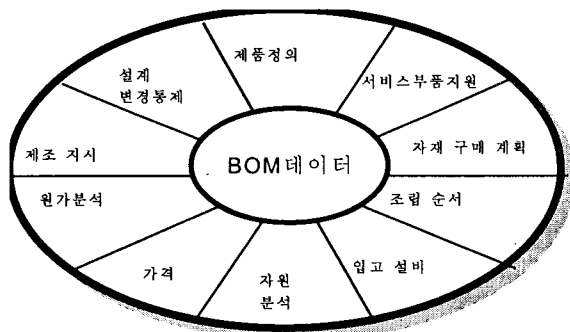 제품정의
설계
변경통제
서비스부품지원
제조 지시
BOM데이터
자재 구매 계획
원가분석
조립 순서
가격
자원
분석
입고 설비